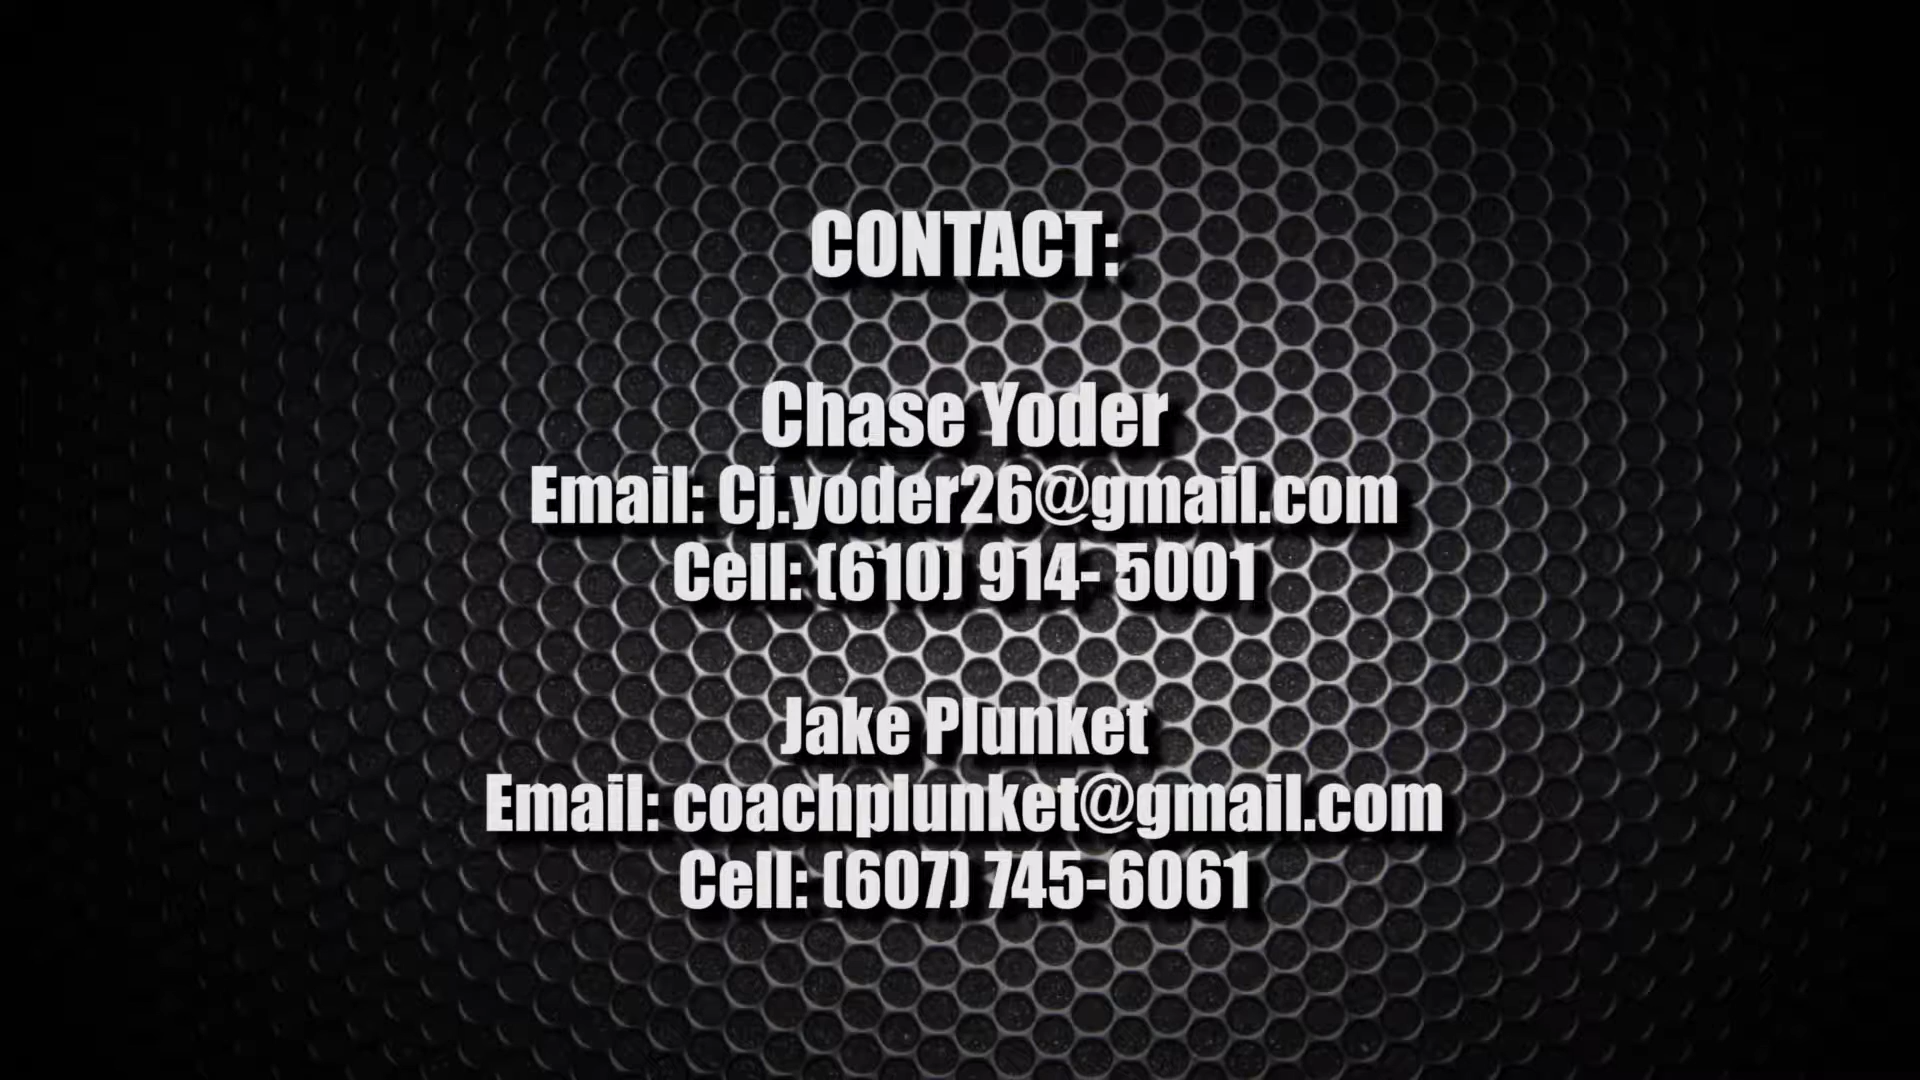 CONTACT:
Chase Yoder
Email: Cj.yoder26@gmail.com
Cell: (610) 914- 5001
Jake Plunket
Email: coachplunket@gmail.com
Cell: (607) 745-6061